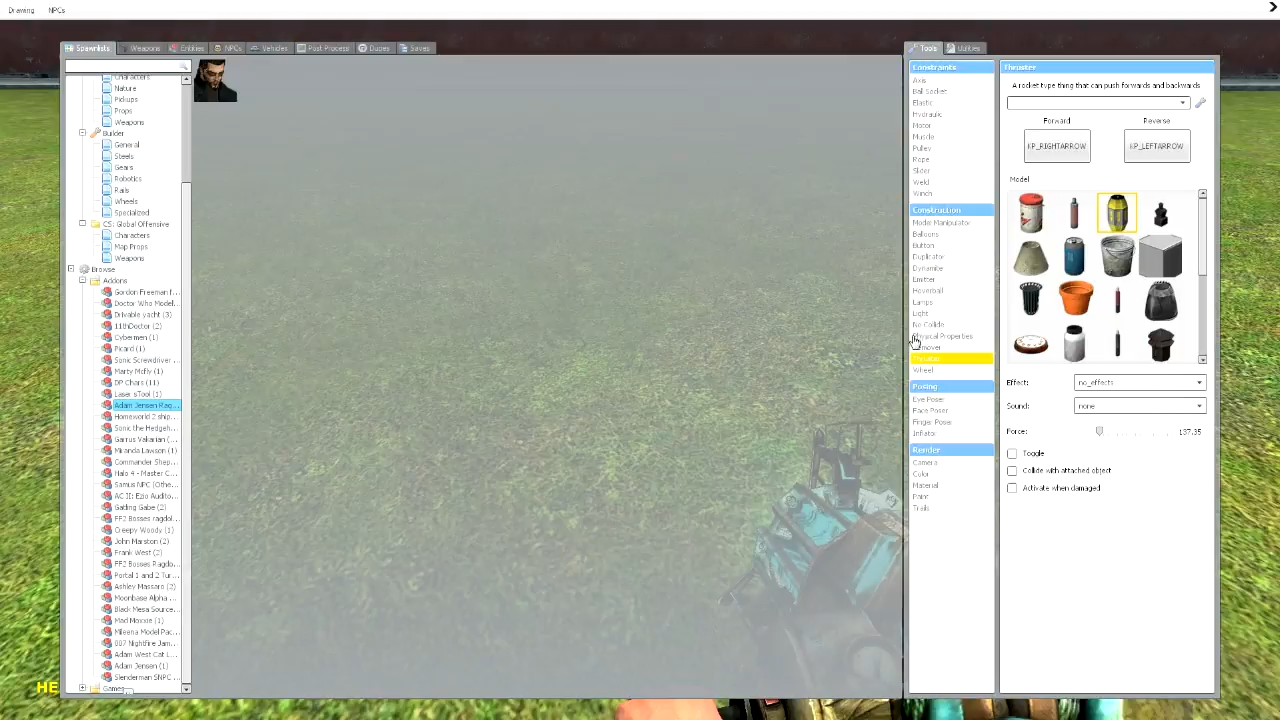 Drawing NPCs
Spawnlists Weapons Entities NPCs Vehicles Post Process Dupes Saves
Characters
Nature
Pickups
Props
Weapons
Builder
General
Steels
Gears
Robotics
Rails
Wheels
Specialized
CS: Global Offensive
Characters
Map Props
Weapons
Browse
Addons
Gordon Freeman f...
Doctor Who Model...
Drivable yacht (3)
11thDoctor (2)
Cybermen (1)
Picard (1)
Sonic Screwdriver ...
Marty Mcfly (1)
DP Chars (11)
Laser sTool (1)
Adam Jensen Rag...
Homeworld 2 ship...
Sonic the Hedgeh...
Garrus Vakarian (...
Miranda Lawson (1)
Commander Shep...
Halo 4 - Master C...
Samus NPC (Othe...
AC II: Ezio Audito...
Gatling Gabe (2)
FF2 Bosses ragdol...
Creepy Woody (1)
John Marston (2)
Frank West (2)
FF2 Bosses Ragdo...
Portal 1 and 2 Tur...
Ashley Massaro (2)
Moonbase Alpha ...
Black Mesa Source...
Mad Moxxie (1)
Mileena Model Pac...
007 Nightfire Jam...
Adam West Cat L...
Adam Jensen (1)
Slenderman SNPC ...
Games
HE
Tools Utilities
Constraints
Axis
Ball Socket
Elastic
Hydraulic
Motor
Muscle
Pulley
Rope
Slider
Weld
Winch
Construction
Model Manipulator
Balloons
Button
Duplicator
Dynamite
Emitter
Hoverball
Lamps
Light
No Collide
Physical Properties
Remover
Thruster
Wheel
Posing
Eye Poser
Face Poser
Finger Poser
Inflator
Render
Camera
Color
Material
Paint
Trails
Thruster
A rocket type thing that can push forwards and backwards
Forward Reverse
KP_RIGHTARROW KP_LEFTARROW
Model
Effect: no_effects
Sound: none
Force: 137.35
Toggle
Collide with attached object
Activate when damaged